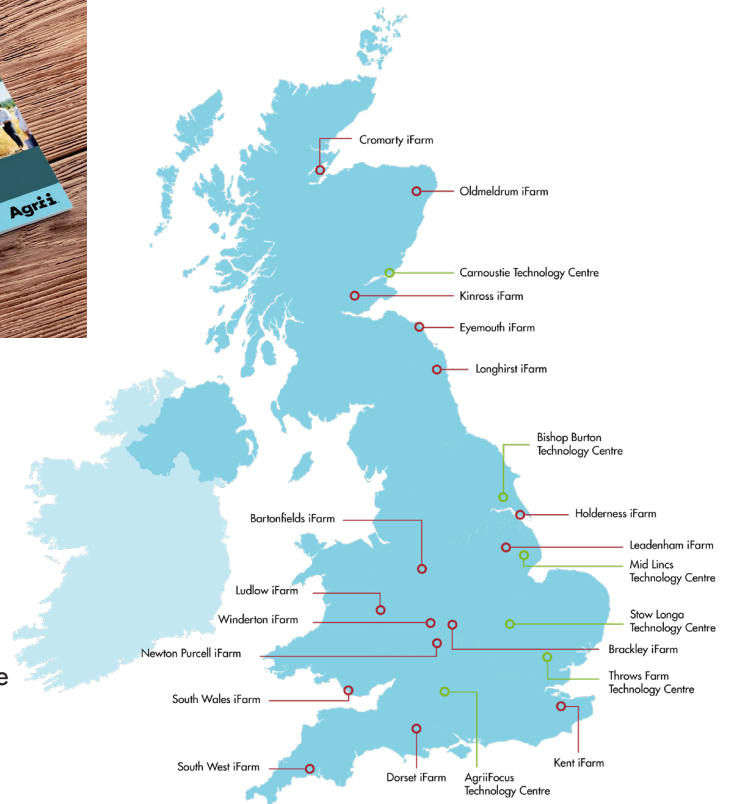 Agrii
Cromarty iFarm
Oldmeldrum iFarm
Carnoustie Technology Centre
Kinross iFarm
Eyemouth iFarm
Longhirst iFarm
Bishop Burton
Technology Centre
Bartonfields iFarm
Holderness iFarm
Leadenham iFarm
Mid Lincs
Technology Centre
Ludlow iFarm
Winderton iFarm
Stow Longa
Technology Centre
Newton Purcell iFarm
Brackley iFarm
e
Throws Farm
Technology Centre
South Wales iFarm
South West iFarm
Dorset iFarm
AgriiFocus
Technology Centre
Kent iFarm